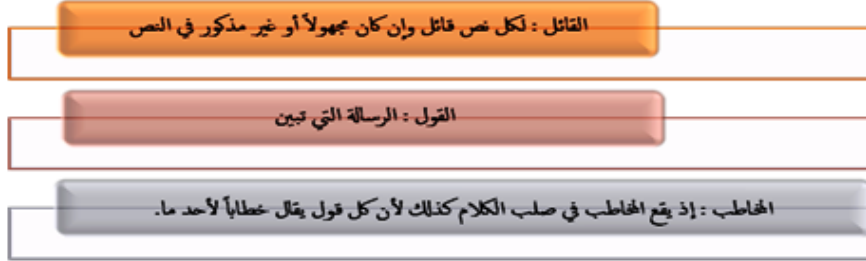 القائل : لكل نص قائل وإن كان مجهولاً أو غير مذكور في النص
القول : الرسالة التي تبين
المخاطب : إذ يقع المخاطب في صلب الكلام كذلك لأن كل قول يقال خطاباً لأحد ما.